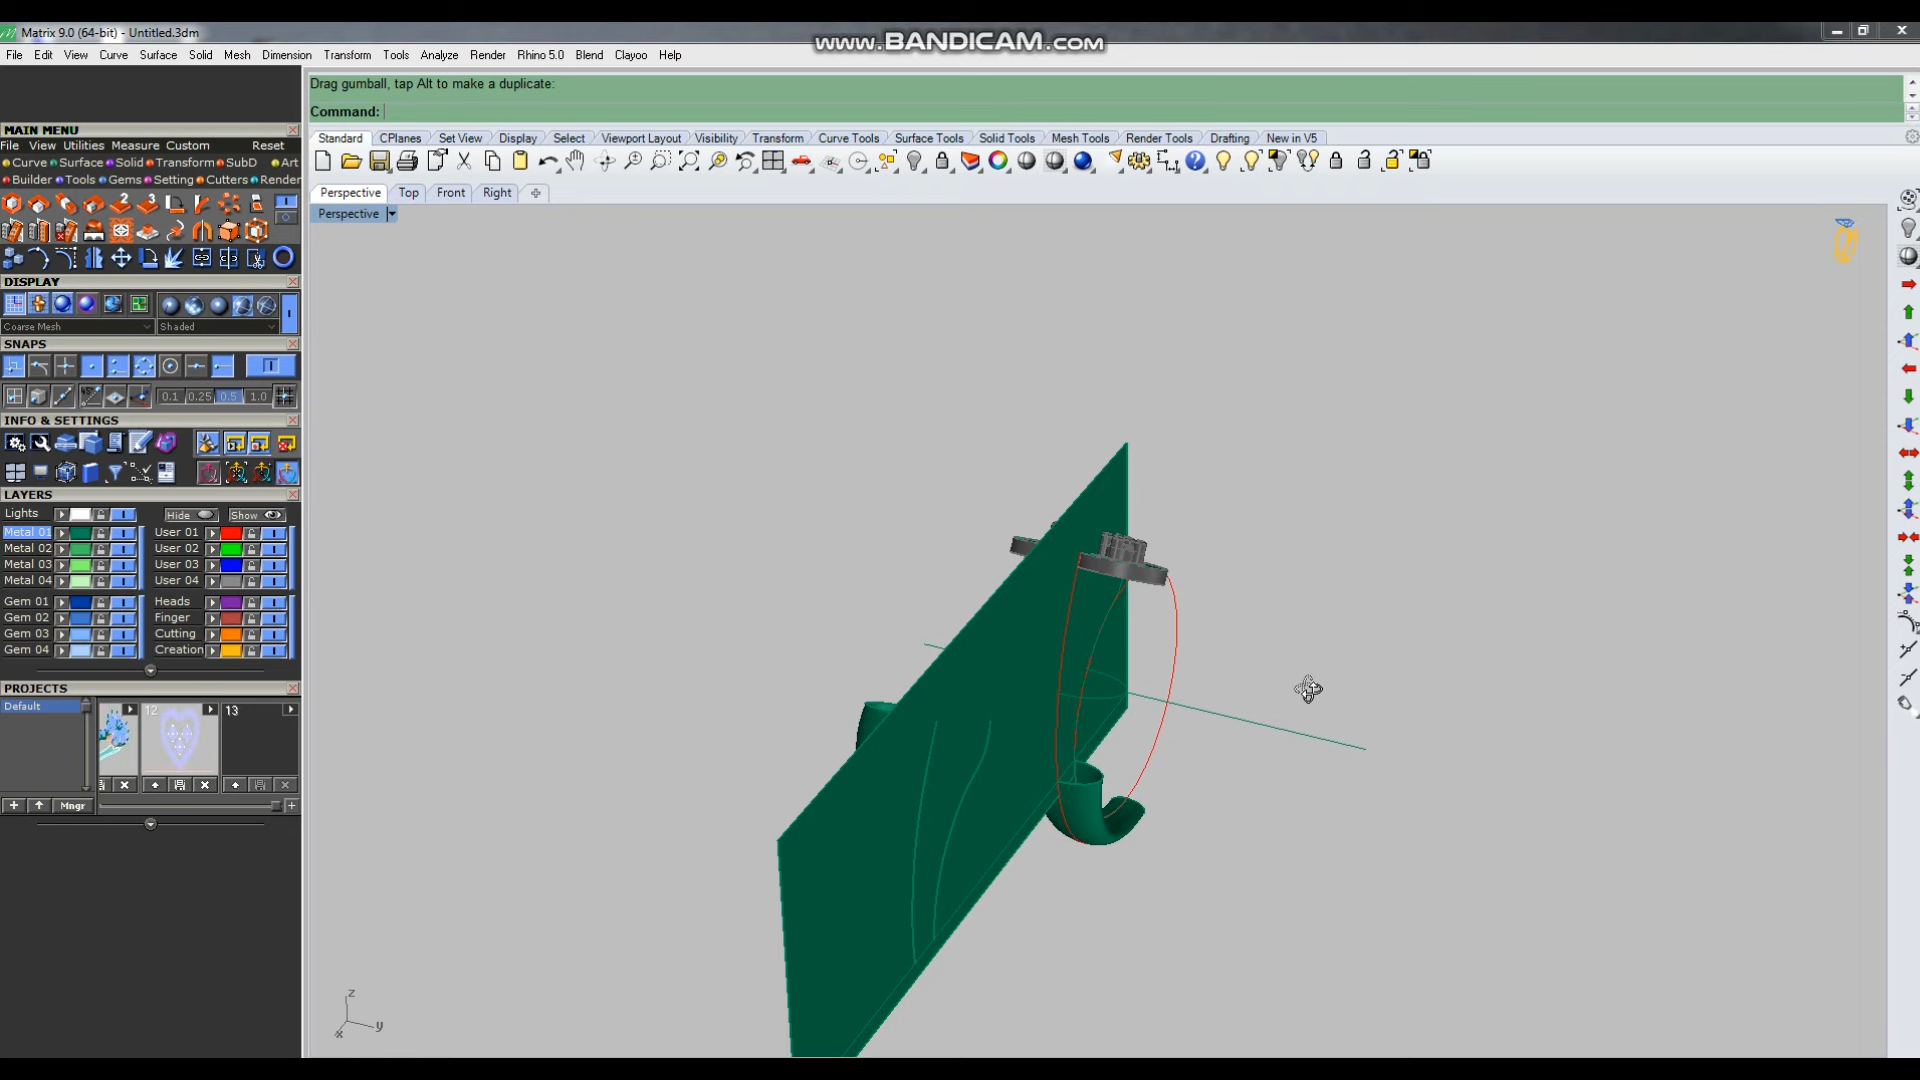 Matrix 9.0 (64-bit) - Untitled.3dm
www.BANDICAM.com
File Edit View Curve Surface Solid Mesh Dimension Transform Tools Analyze Render Rhino 5.0 Blend Clayoo Help
Drag gumball, tap Alt to make a duplicate:
Command:
Standard CPlanes Set View Display Select Viewport Layout Visibility Transform Curve Tools Surface Tools Solid Tools Mesh Tools Render Tools Drafting New in V5
MAIN MENU
File View Utilities Measure Custom Reset
Curve Surface Solid Transform SubD Art
Builder Tools Gems Setting Cutters Render
Perspective Top Front Right
Perspective
2 3
DISPLAY
Coarse Mesh Shaded
SNAPS
0.1 0.25 0.5 1.0
INFO & SETTINGS
LAYERS
Lights Hide Show
Metal 01 User 01
Metal 02 User 02
Metal 03 User 03
Metal 04 User 04
Gem 01 Heads
Gem 02 Finger
Gem 03 Cutting
Gem 04 Creation
PROJECTS
Default 12 13
Mngr
z
y
x